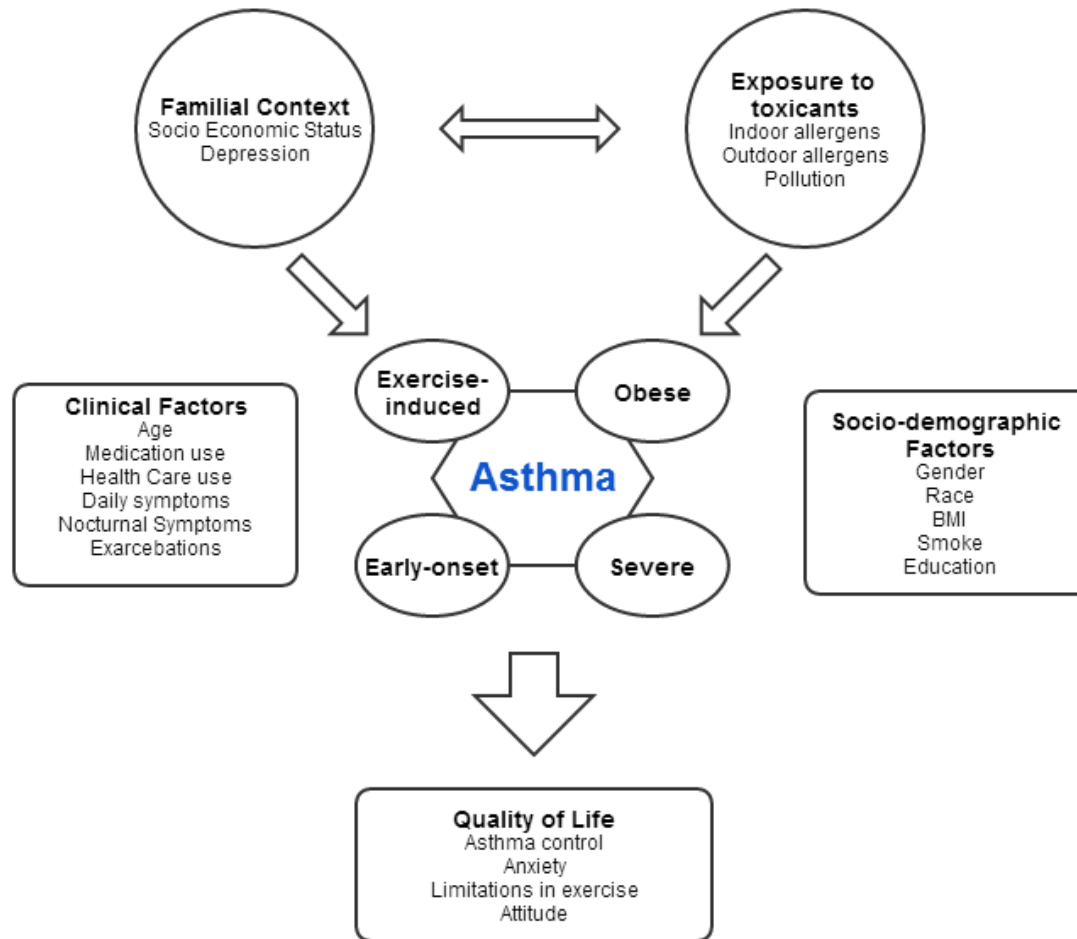 Familial Context
Socio Economic Status
Depression
Exposure to
toxicants
Indoor allergens
Outdoor allergens
Pollution
Exercise-
induced
Obese
Asthma
Early-onset
Severe
Clinical Factors
Age
Medication use
Health Care use
Daily symptoms
Nocturnal Symptoms
Exarcebations
Socio-demographic
Factors
Gender
Race
BMI
Smoke
Education
Quality of Life
Asthma control
Anxiety
Limitations in exercise
Attitude